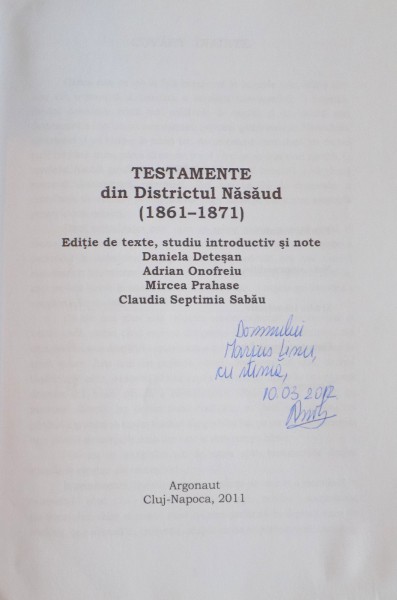 TESTAMENTE
din Districtul Năsăud
(1861–1871)
Ediţie de texte, studiu introductiv şi note
Daniela Deteşan
Adrian Onofreiu
Mircea Prahase
Claudia Septimia Sabău
Domnului
Marcus
cu stimă,
10.03.2012
Argonaut
Cluj-Napoca, 2011